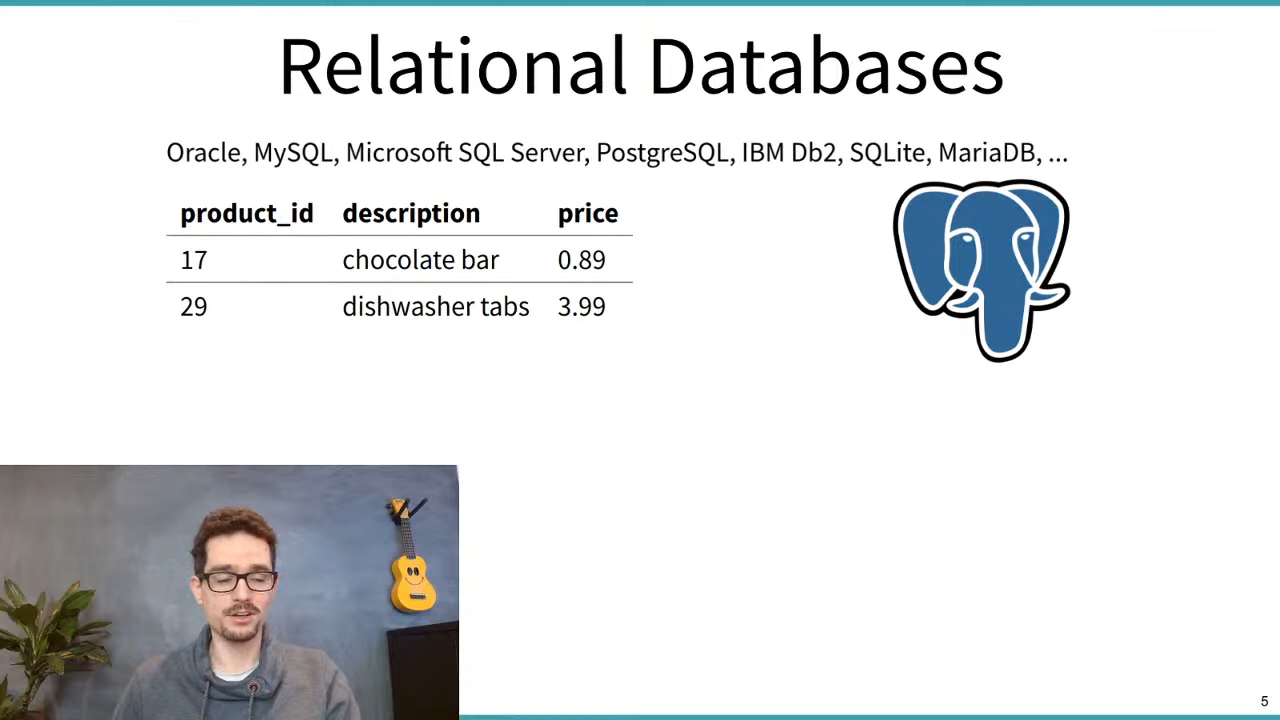 Relational Databases
Oracle, MySQL, Microsoft SQL Server, PostgreSQL, IBM Db2, SQLite, MariaDB, ...
product_id description price
17 chocolate bar 0.89
29 dishwasher tabs 3.99
5